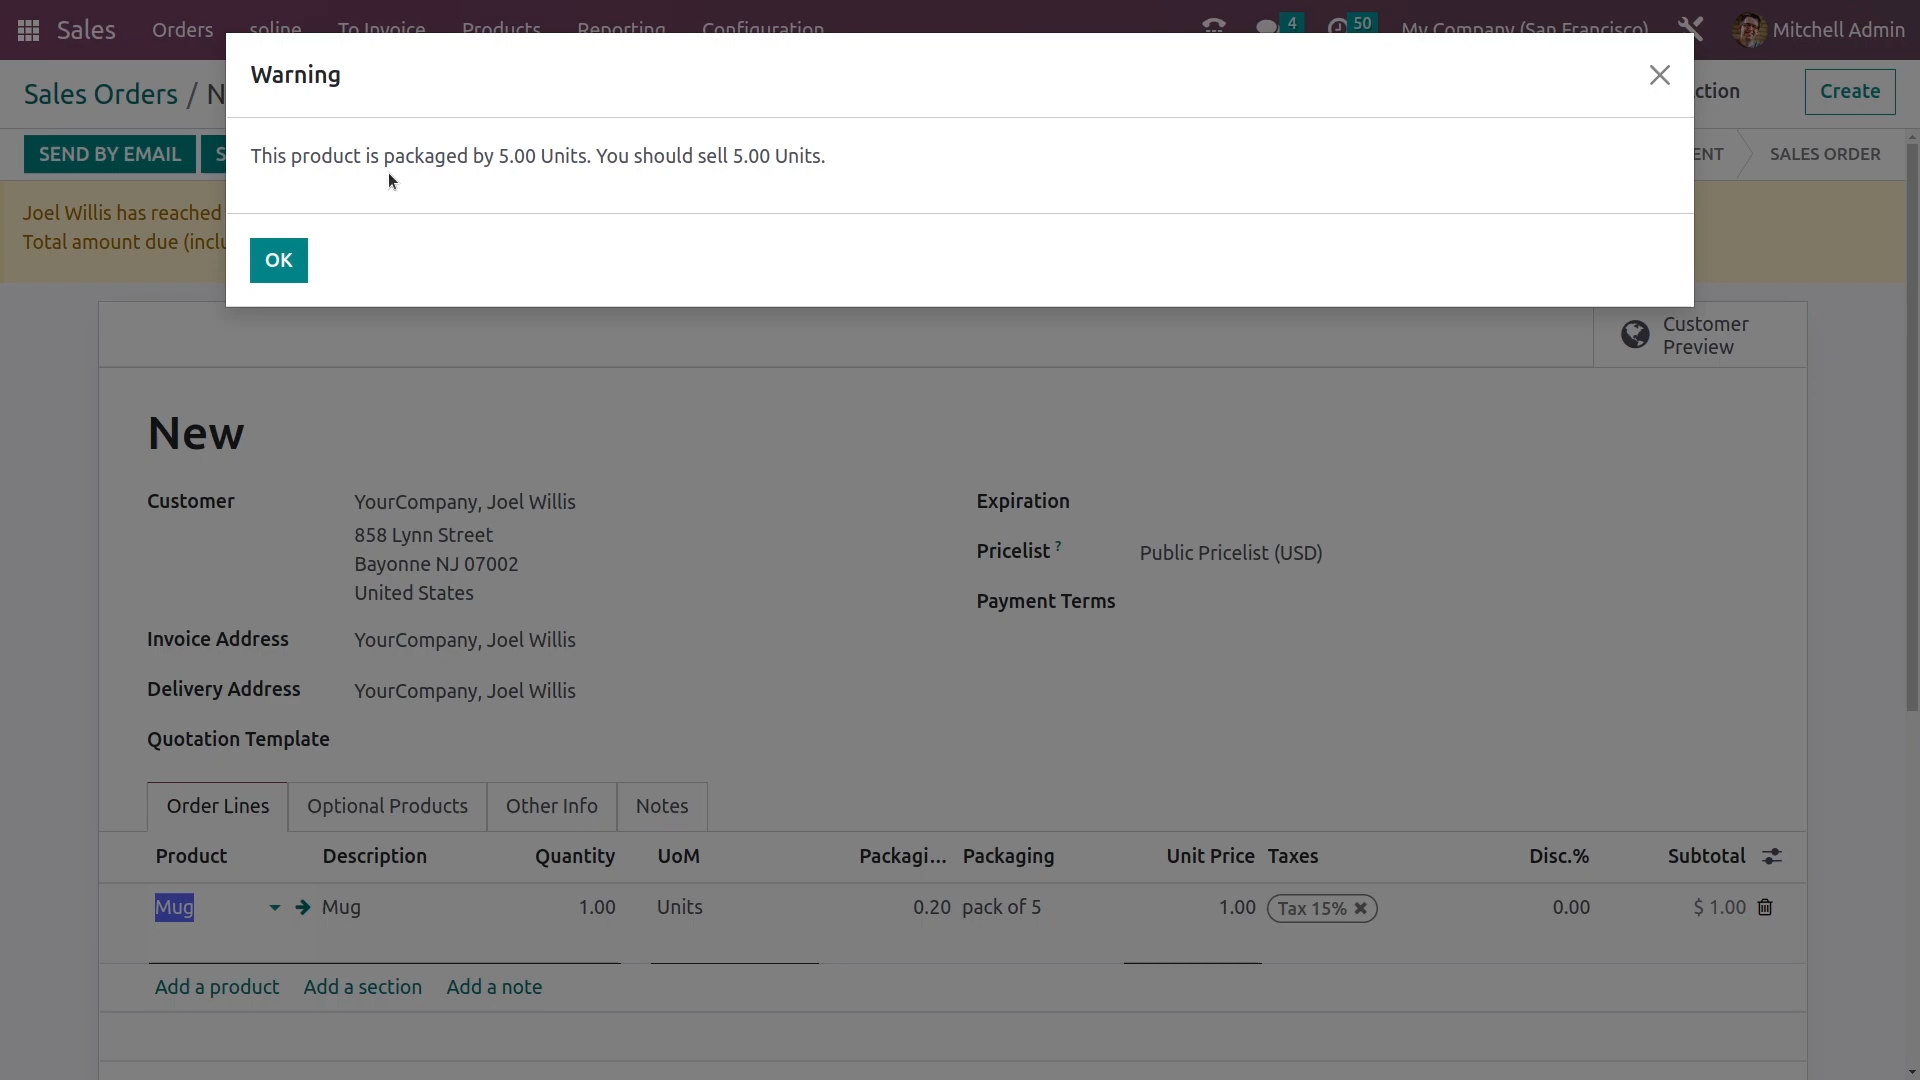 Sales Orders soline To Invoice Products Reporting Configuration 4 50 My Company (San Francisco) Mitchell Admin
Warning
Sales Orders / N ction Create
This product is packaged by 5.00 Units. You should sell 5.00 Units.
SEND BY EMAIL S ENT SALES ORDER
Joel Willis has reached
Total amount due (inclu
OK
Customer
Preview
New
Customer YourCompany, Joel Willis Expiration
858 Lynn Street
Bayonne NJ 07002 Pricelist ? Public Pricelist (USD)
United States Payment Terms
Invoice Address YourCompany, Joel Willis
Delivery Address YourCompany, Joel Willis
Quotation Template
Order Lines Optional Products Other Info Notes
Product Description Quantity UoM Packagi... Packaging Unit Price Taxes Disc.% Subtotal
Mug Mug 1.00 Units 0.20 pack of 5 1.00 Tax 15% 0.00 $ 1.00
Add a product Add a section Add a note